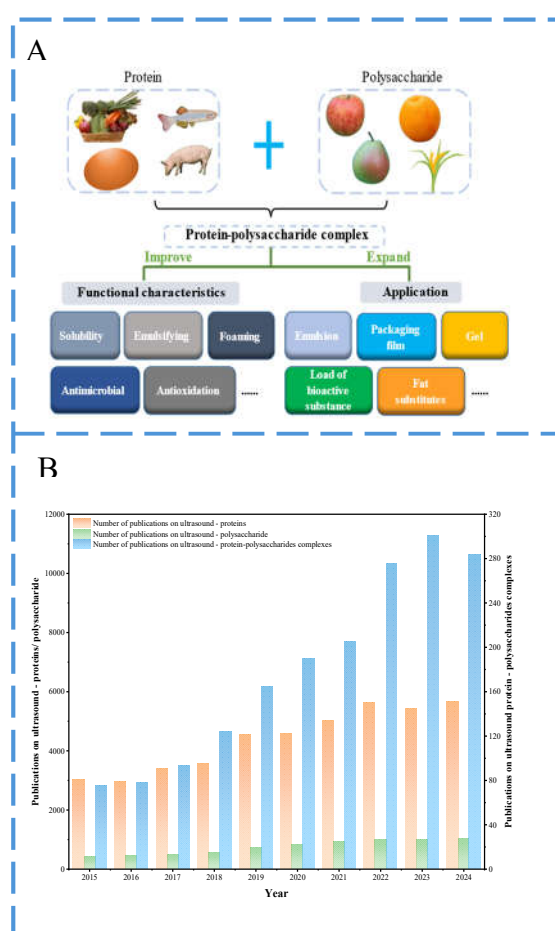 A
Protein
Polysaccharide
Protein-polysaccharide complex
Improve
Expand
Functional characteristics
Application
Solubility
Emulsifying
Foaming
Emulsion
Packaging
film
Gel
Antimicrobial
Antioxidation
......
Load of
bioactive
substance
Fat
substitutes
......
B
Number of publications on ultrasound - proteins
Number of publications on ultrasound - polysaccharide
Number of publications on ultrasound - protein-polysaccharides complexes
Publications on ultrasound - proteins/ polysaccharide
12000
10000
8000
6000
4000
2000
0
320
280
240
200
160
120
80
40
0
Publications on ultrasound protein - polysaccharides complexes
2015 2016 2017 2018 2019 2020 2021 2022 2023 2024
Year